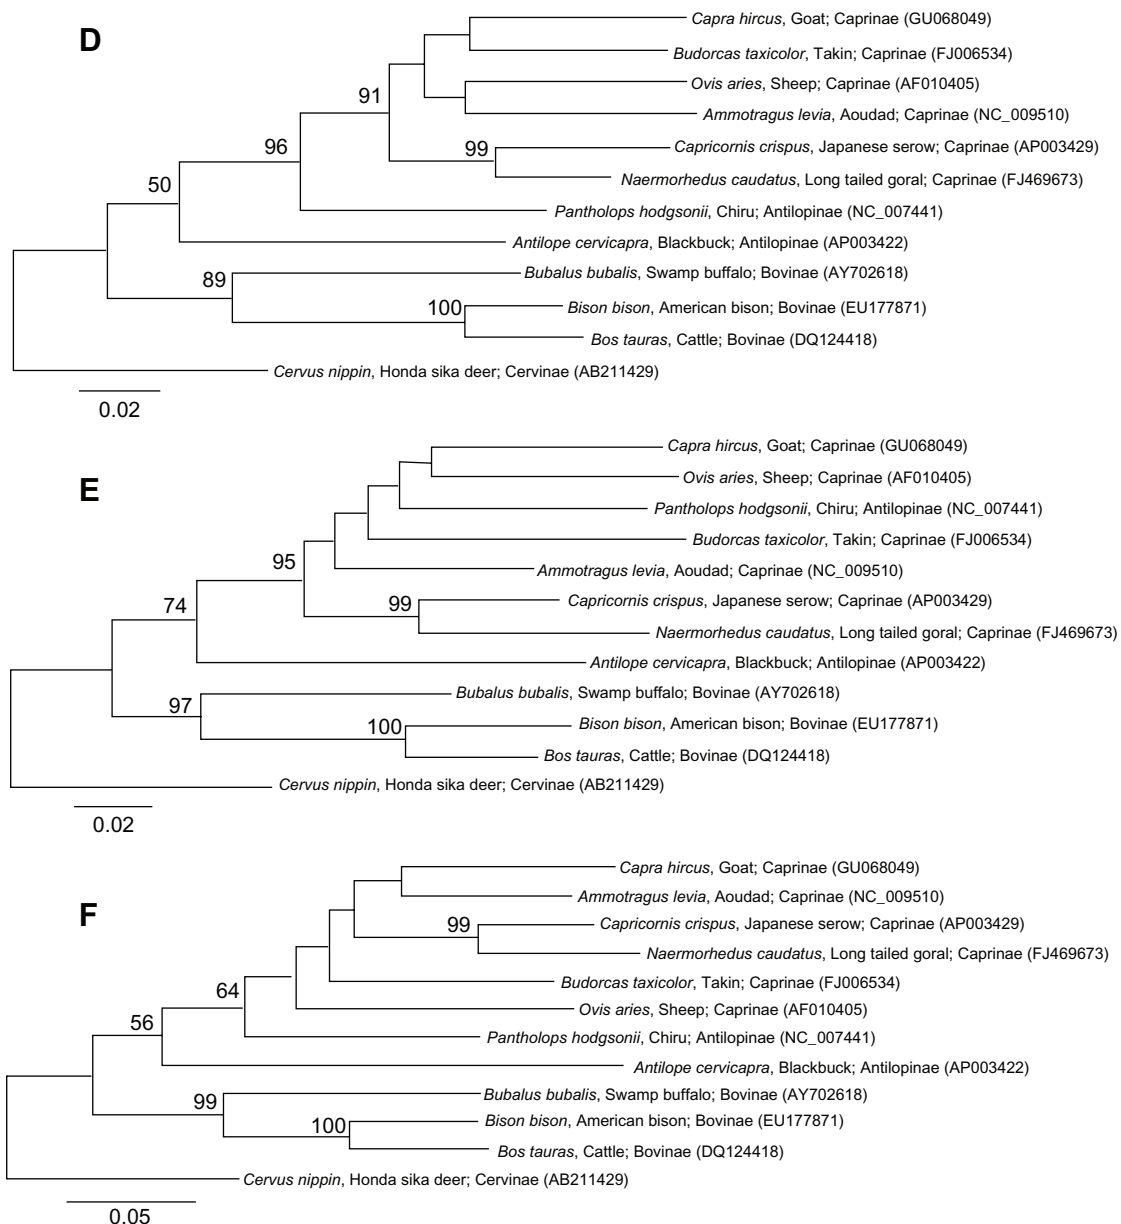 D
Capra hircus, Goat; Caprinae (GU068049)
Budorcas taxicolor, Takin; Caprinae (FJ006534)
Ovis aries, Sheep; Caprinae (AF010405)
91
Ammotragus levia, Aoudad; Caprinae (NC_009510)
96
99
Capricornis crispus, Japanese serow; Caprinae (AP003429)
Naermorhedus caudatus, Long tailed goral; Caprinae (FJ469673)
50
Pantholops hodgsonii, Chiru; Antilopinae (NC_007441)
Antilope cervicapra, Blackbuck; Antilopinae (AP003422)
89
Bubalus bubalis, Swamp buffalo; Bovinae (AY702618)
100
Bison bison, American bison; Bovinae (EU177871)
Bos tauras, Cattle; Bovinae (DQ124418)
Cervus nippin, Honda sika deer; Cervinae (AB211429)
0.02
E
Capra hircus, Goat; Caprinae (GU068049)
Ovis aries, Sheep; Caprinae (AF010405)
Pantholops hodgsonii, Chiru; Antilopinae (NC_007441)
Budorcas taxicolor, Takin; Caprinae (FJ006534)
95
Ammotragus levia, Aoudad; Caprinae (NC_009510)
74
99
Capricornis crispus, Japanese serow; Caprinae (AP003429)
Naermorhedus caudatus, Long tailed goral; Caprinae (FJ469673)
Antilope cervicapra, Blackbuck; Antilopinae (AP003422)
97
Bubalus bubalis, Swamp buffalo; Bovinae (AY702618)
100
Bison bison, American bison; Bovinae (EU177871)
Bos tauras, Cattle; Bovinae (DQ124418)
Cervus nippin, Honda sika deer; Cervinae (AB211429)
0.02
F
Capra hircus, Goat; Caprinae (GU068049)
Ammotragus levia, Aoudad; Caprinae (NC_009510)
99
Capricornis crispus, Japanese serow; Caprinae (AP003429)
Naermorhedus caudatus, Long tailed goral; Caprinae (FJ469673)
64
Budorcas taxicolor, Takin; Caprinae (FJ006534)
Ovis aries, Sheep; Caprinae (AF010405)
56
Pantholops hodgsonii, Chiru; Antilopinae (NC_007441)
Antilope cervicapra, Blackbuck; Antilopinae (AP003422)
99
Bubalus bubalis, Swamp buffalo; Bovinae (AY702618)
100
Bison bison, American bison; Bovinae (EU177871)
Bos tauras, Cattle; Bovinae (DQ124418)
Cervus nippin, Honda sika deer; Cervinae (AB211429)
0.05